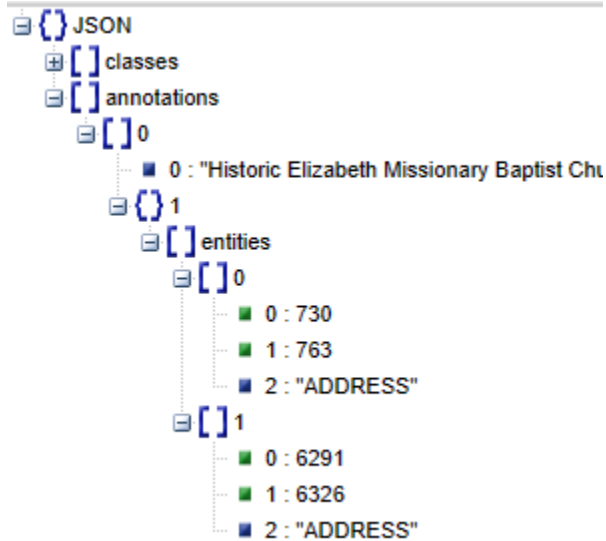 {} JSON
[] classes
[] annotations
[] 0
0 : "Historic Elizabeth Missionary Baptist
{} 1
[] entities
[] 0
0 : 730
1 : 763
2 : "ADDRESS"
[] 1
0 : 6291
1 : 6326
2 : "ADDRESS"